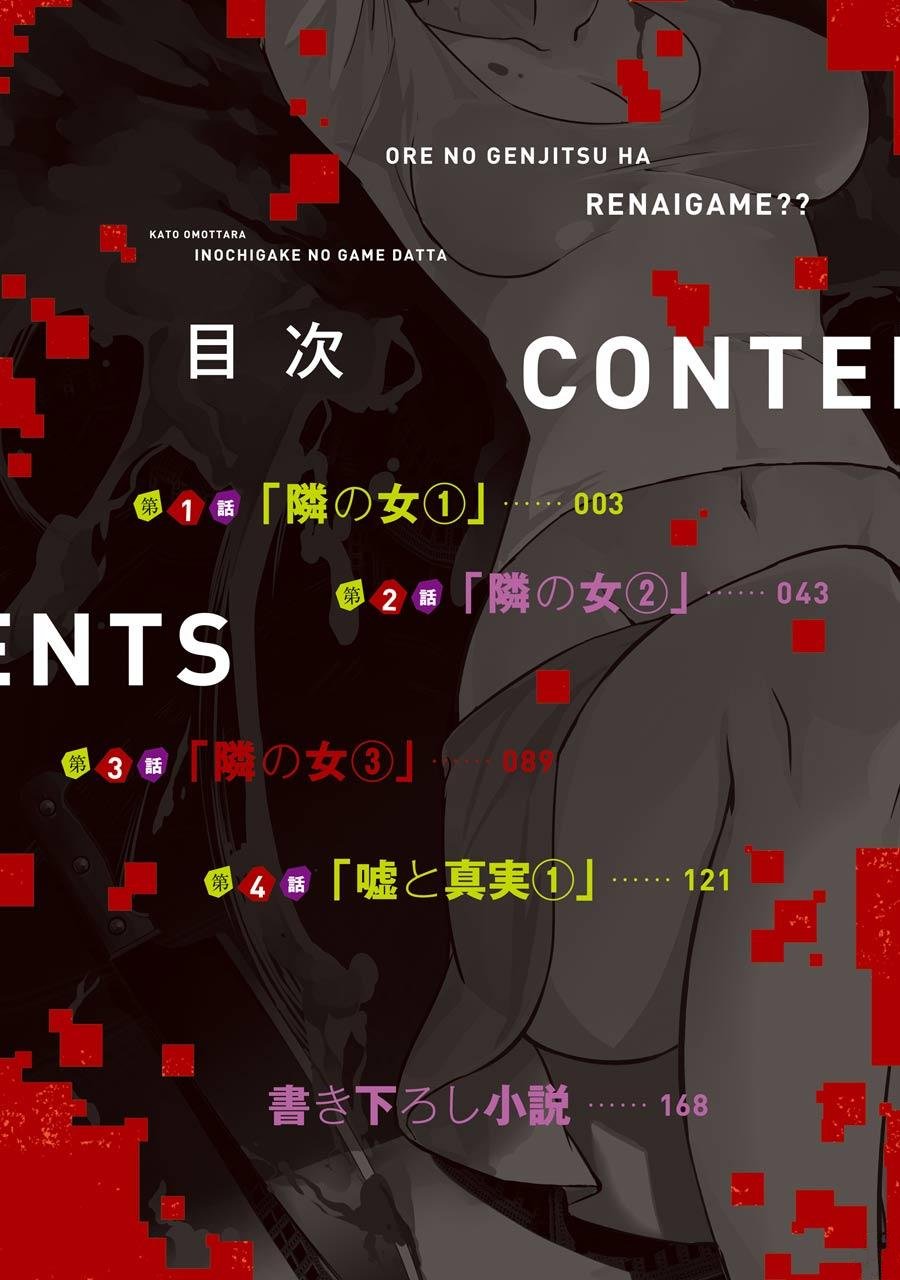 ORE NO GENJITSU HA
RENAIGAME??
KATO OMOTTARA
INOCHIGAKE NO GAME DATTA
目次
CONTE
第1話「隣の女①」…… 003
第2話「隣の女②」…… 043
ENTS
第3話「隣の女③」…… 089
第4話「嘘と真実①」…… 121
書き下ろし小説 …… 168